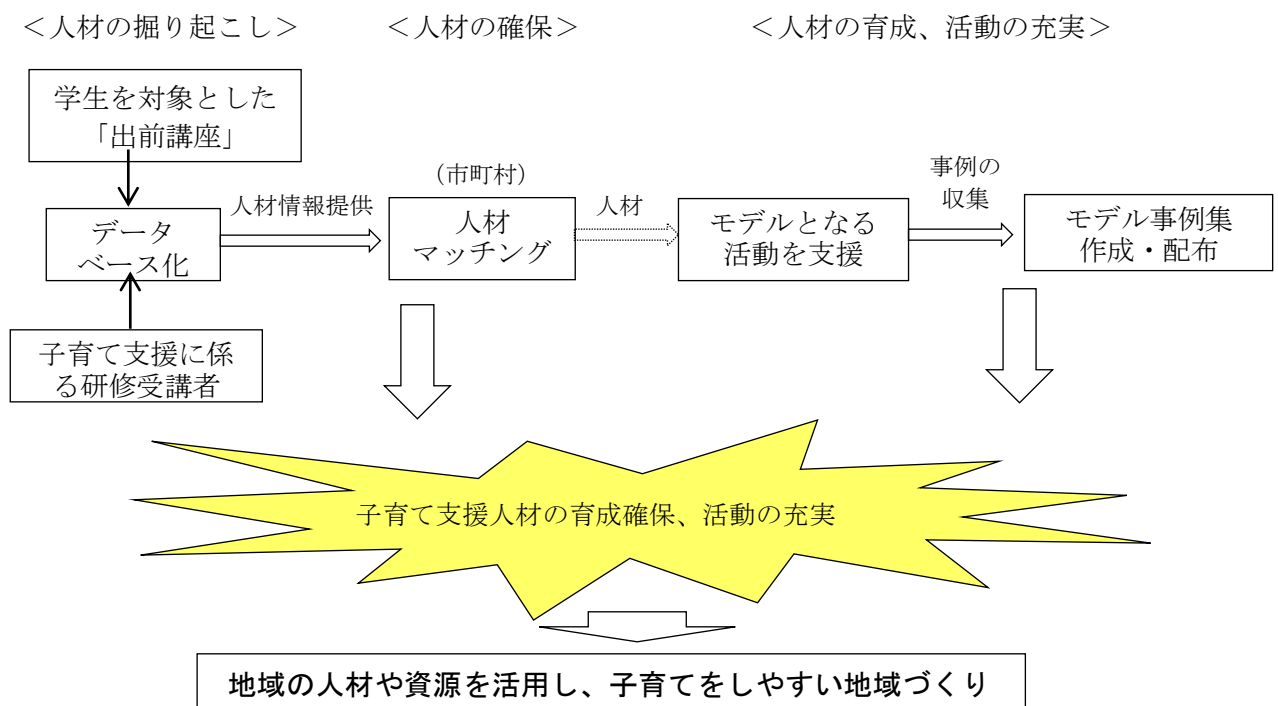 ＜人材の掘り起こし＞
＜人材の確保＞
＜人材の育成、活動の充実＞
学生を対象とした
「出前講座」
データ
ベース化
子育て支援に係
る研修受講者
人材情報提供
（市町村）
人材
マッチング
人材
モデルとなる
活動を支援
事例の
収集
モデル事例集
作成・配布
子育て支援人材の育成確保、活動の充実
地域の人材や資源を活用し、子育てをしやすい地域づくり